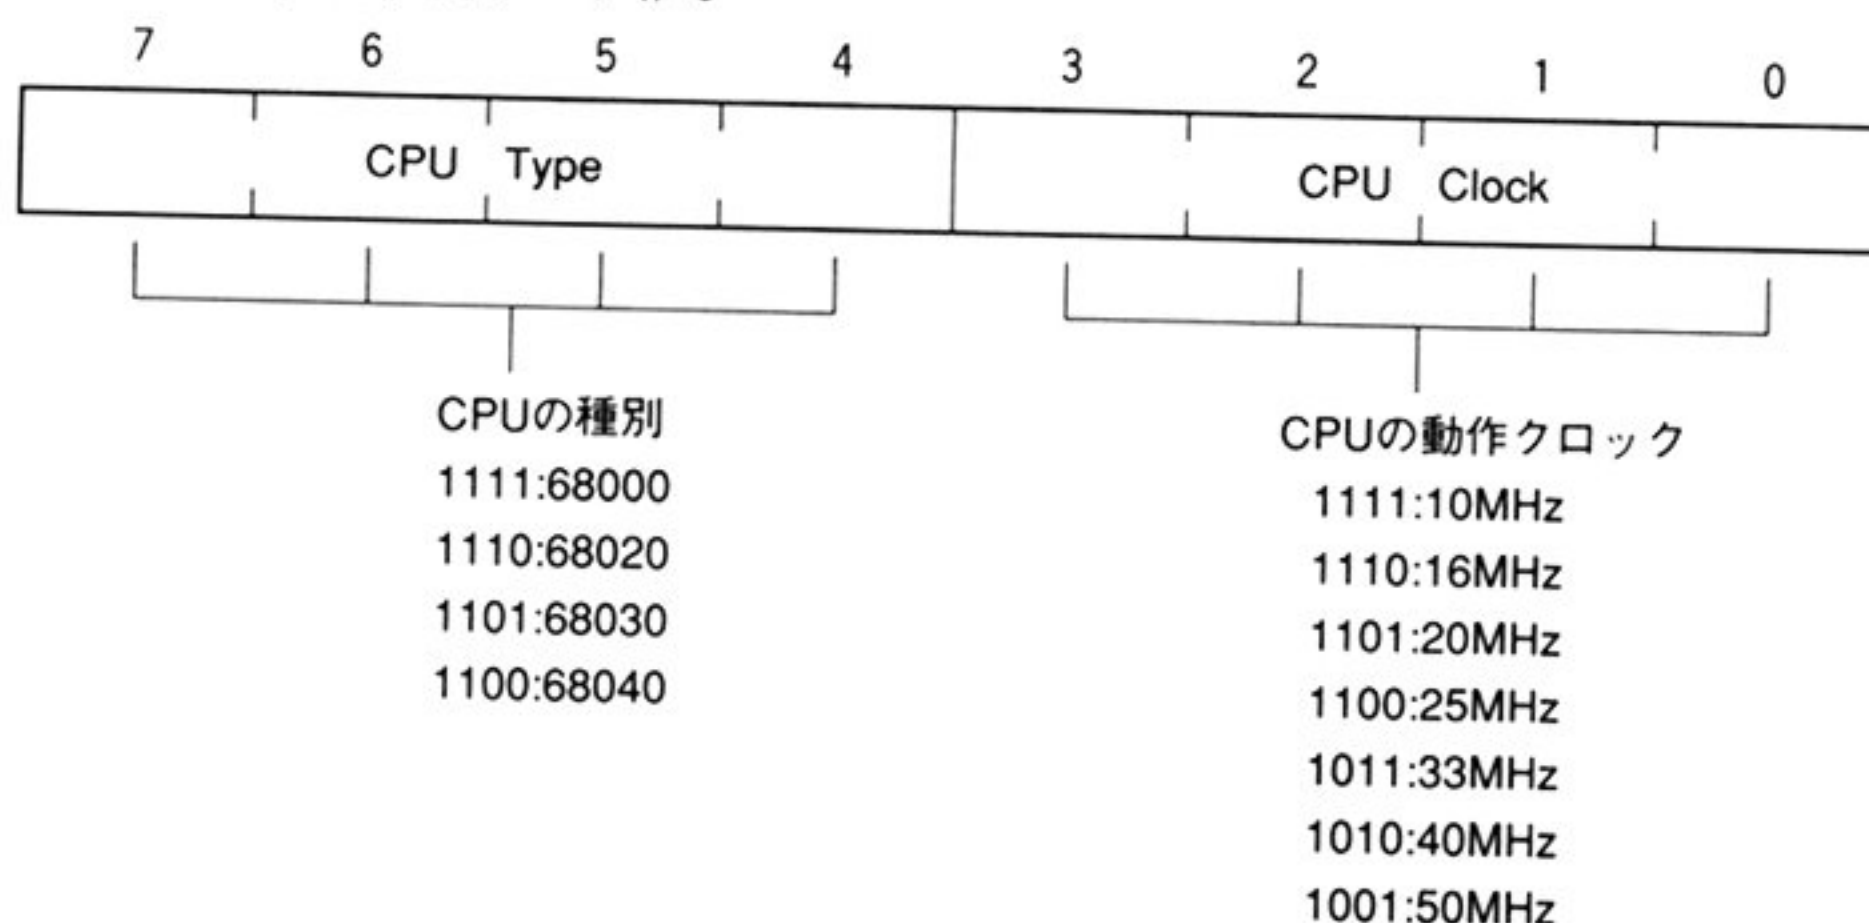 7 6 5 4 3 2 1 0
CPU Type CPU Clock
CPUの種別
1111:68000
1110:68020
1101:68030
1100:68040
CPUの動作クロック
1111:10MHz
1110:16MHz
1101:20MHz
1100:25MHz
1011:33MHz
1010:40MHz
1001:50MHz